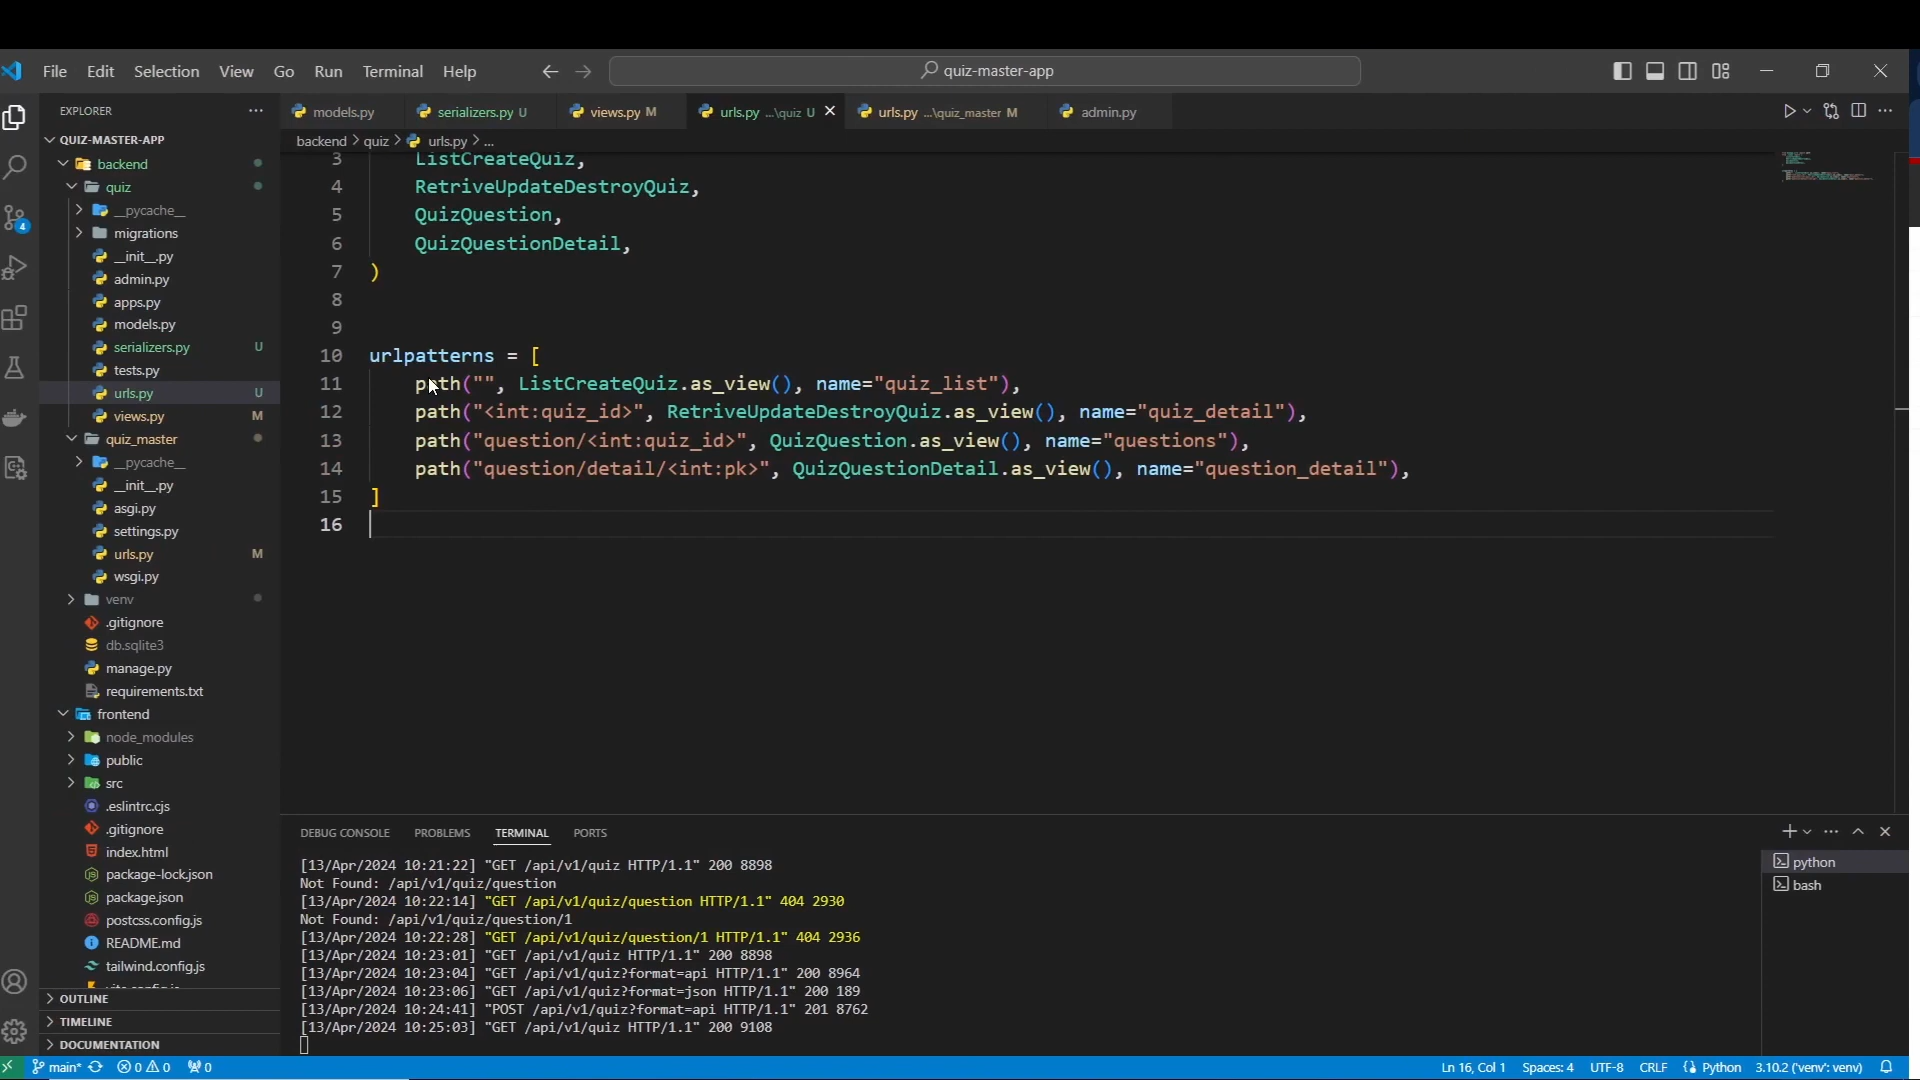 File Edit Selection View Go Run Terminal Help
quiz-master-app
EXPLORER
QUIZ-MASTER-APP
backend
quiz
__pycache__
migrations
__init__.py
admin.py
apps.py
models.py
serializers.py U
tests.py
urls.py U
views.py M
quiz_master
__pycache__
__init__.py
asgi.py
settings.py
urls.py M
wsgi.py
venv
.gitignore
db.sqlite3
manage.py
requirements.txt
frontend
node_modules
public
src
.eslintrc.cjs
.gitignore
index.html
package-lock.json
package.json
postcss.config.js
README.md
tailwind.config.js
OUTLINE
TIMELINE
DOCUMENTATION
4
models.py serializers.py U views.py M urls.py ...\quiz U urls.py ...\quiz_master M admin.py
backend > quiz > urls.py > ...
3 ListCreateQuiz,
4 RetriveUpdateDestroyQuiz,
5 QuizQuestion,
6 QuizQuestionDetail,
7 )
8
9
10 urlpatterns = [
11 path("", ListCreateQuiz.as_view(), name="quiz_list"),
12 path("<int:quiz_id>", RetriveUpdateDestroyQuiz.as_view(), name="quiz_detail"),
13 path("question/<int:quiz_id>", QuizQuestion.as_view(), name="questions"),
14 path("question/detail/<int:pk>", QuizQuestionDetail.as_view(), name="question_detail"),
15 ]
16
DEBUG CONSOLE PROBLEMS TERMINAL PORTS
[13/Apr/2024 10:21:22] "GET /api/v1/quiz HTTP/1.1" 200 8898
Not Found: /api/v1/quiz/question
[13/Apr/2024 10:22:14] "GET /api/v1/quiz/question HTTP/1.1" 404 2930
Not Found: /api/v1/quiz/question/1
[13/Apr/2024 10:22:28] "GET /api/v1/quiz/question/1 HTTP/1.1" 404 2936
[13/Apr/2024 10:23:01] "GET /api/v1/quiz HTTP/1.1" 200 8898
[13/Apr/2024 10:23:04] "GET /api/v1/quiz?format=api HTTP/1.1" 200 8964
[13/Apr/2024 10:23:06] "GET /api/v1/quiz?format=json HTTP/1.1" 200 189
[13/Apr/2024 10:24:41] "POST /api/v1/quiz?format=api HTTP/1.1" 201 8762
[13/Apr/2024 10:25:03] "GET /api/v1/quiz HTTP/1.1" 200 9108
python
bash
main* 0 0 0 Ln 16, Col 1 Spaces: 4 UTF-8 CRLF Python 3.10.2 ('venv': venv)